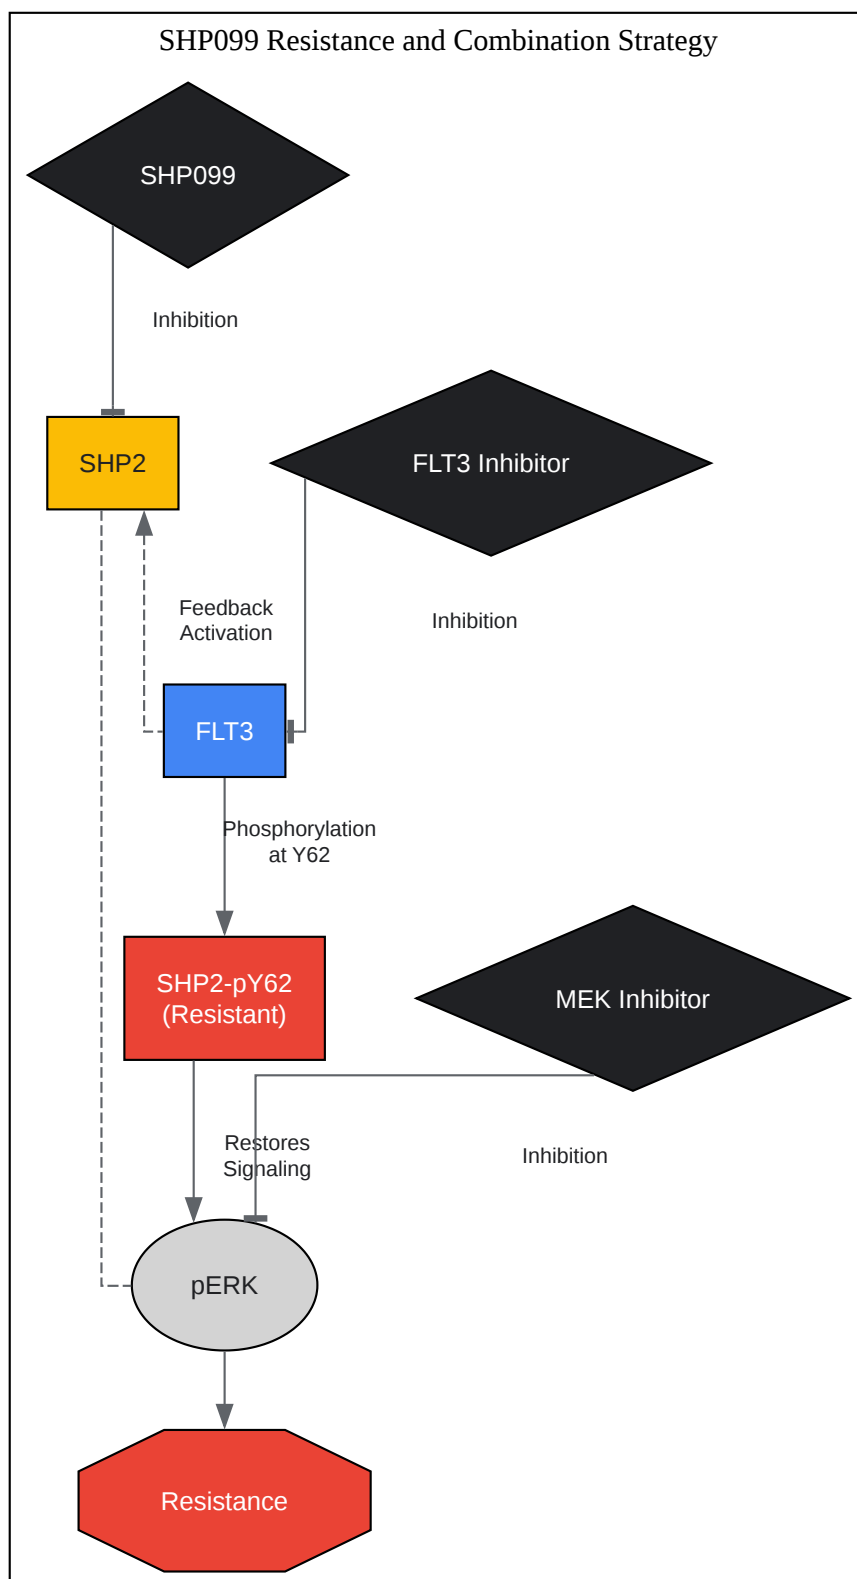 SHP099 Resistance and Combination Strategy
SHP099
Inhibition
SHP2
FLT3 Inhibitor
Feedback
Activation
Inhibition
FLT3
Phosphorylation
at Y62
SHP2-pY62
(Resistant)
MEK Inhibitor
Restores
Signaling
Inhibition
pERK
Resistance